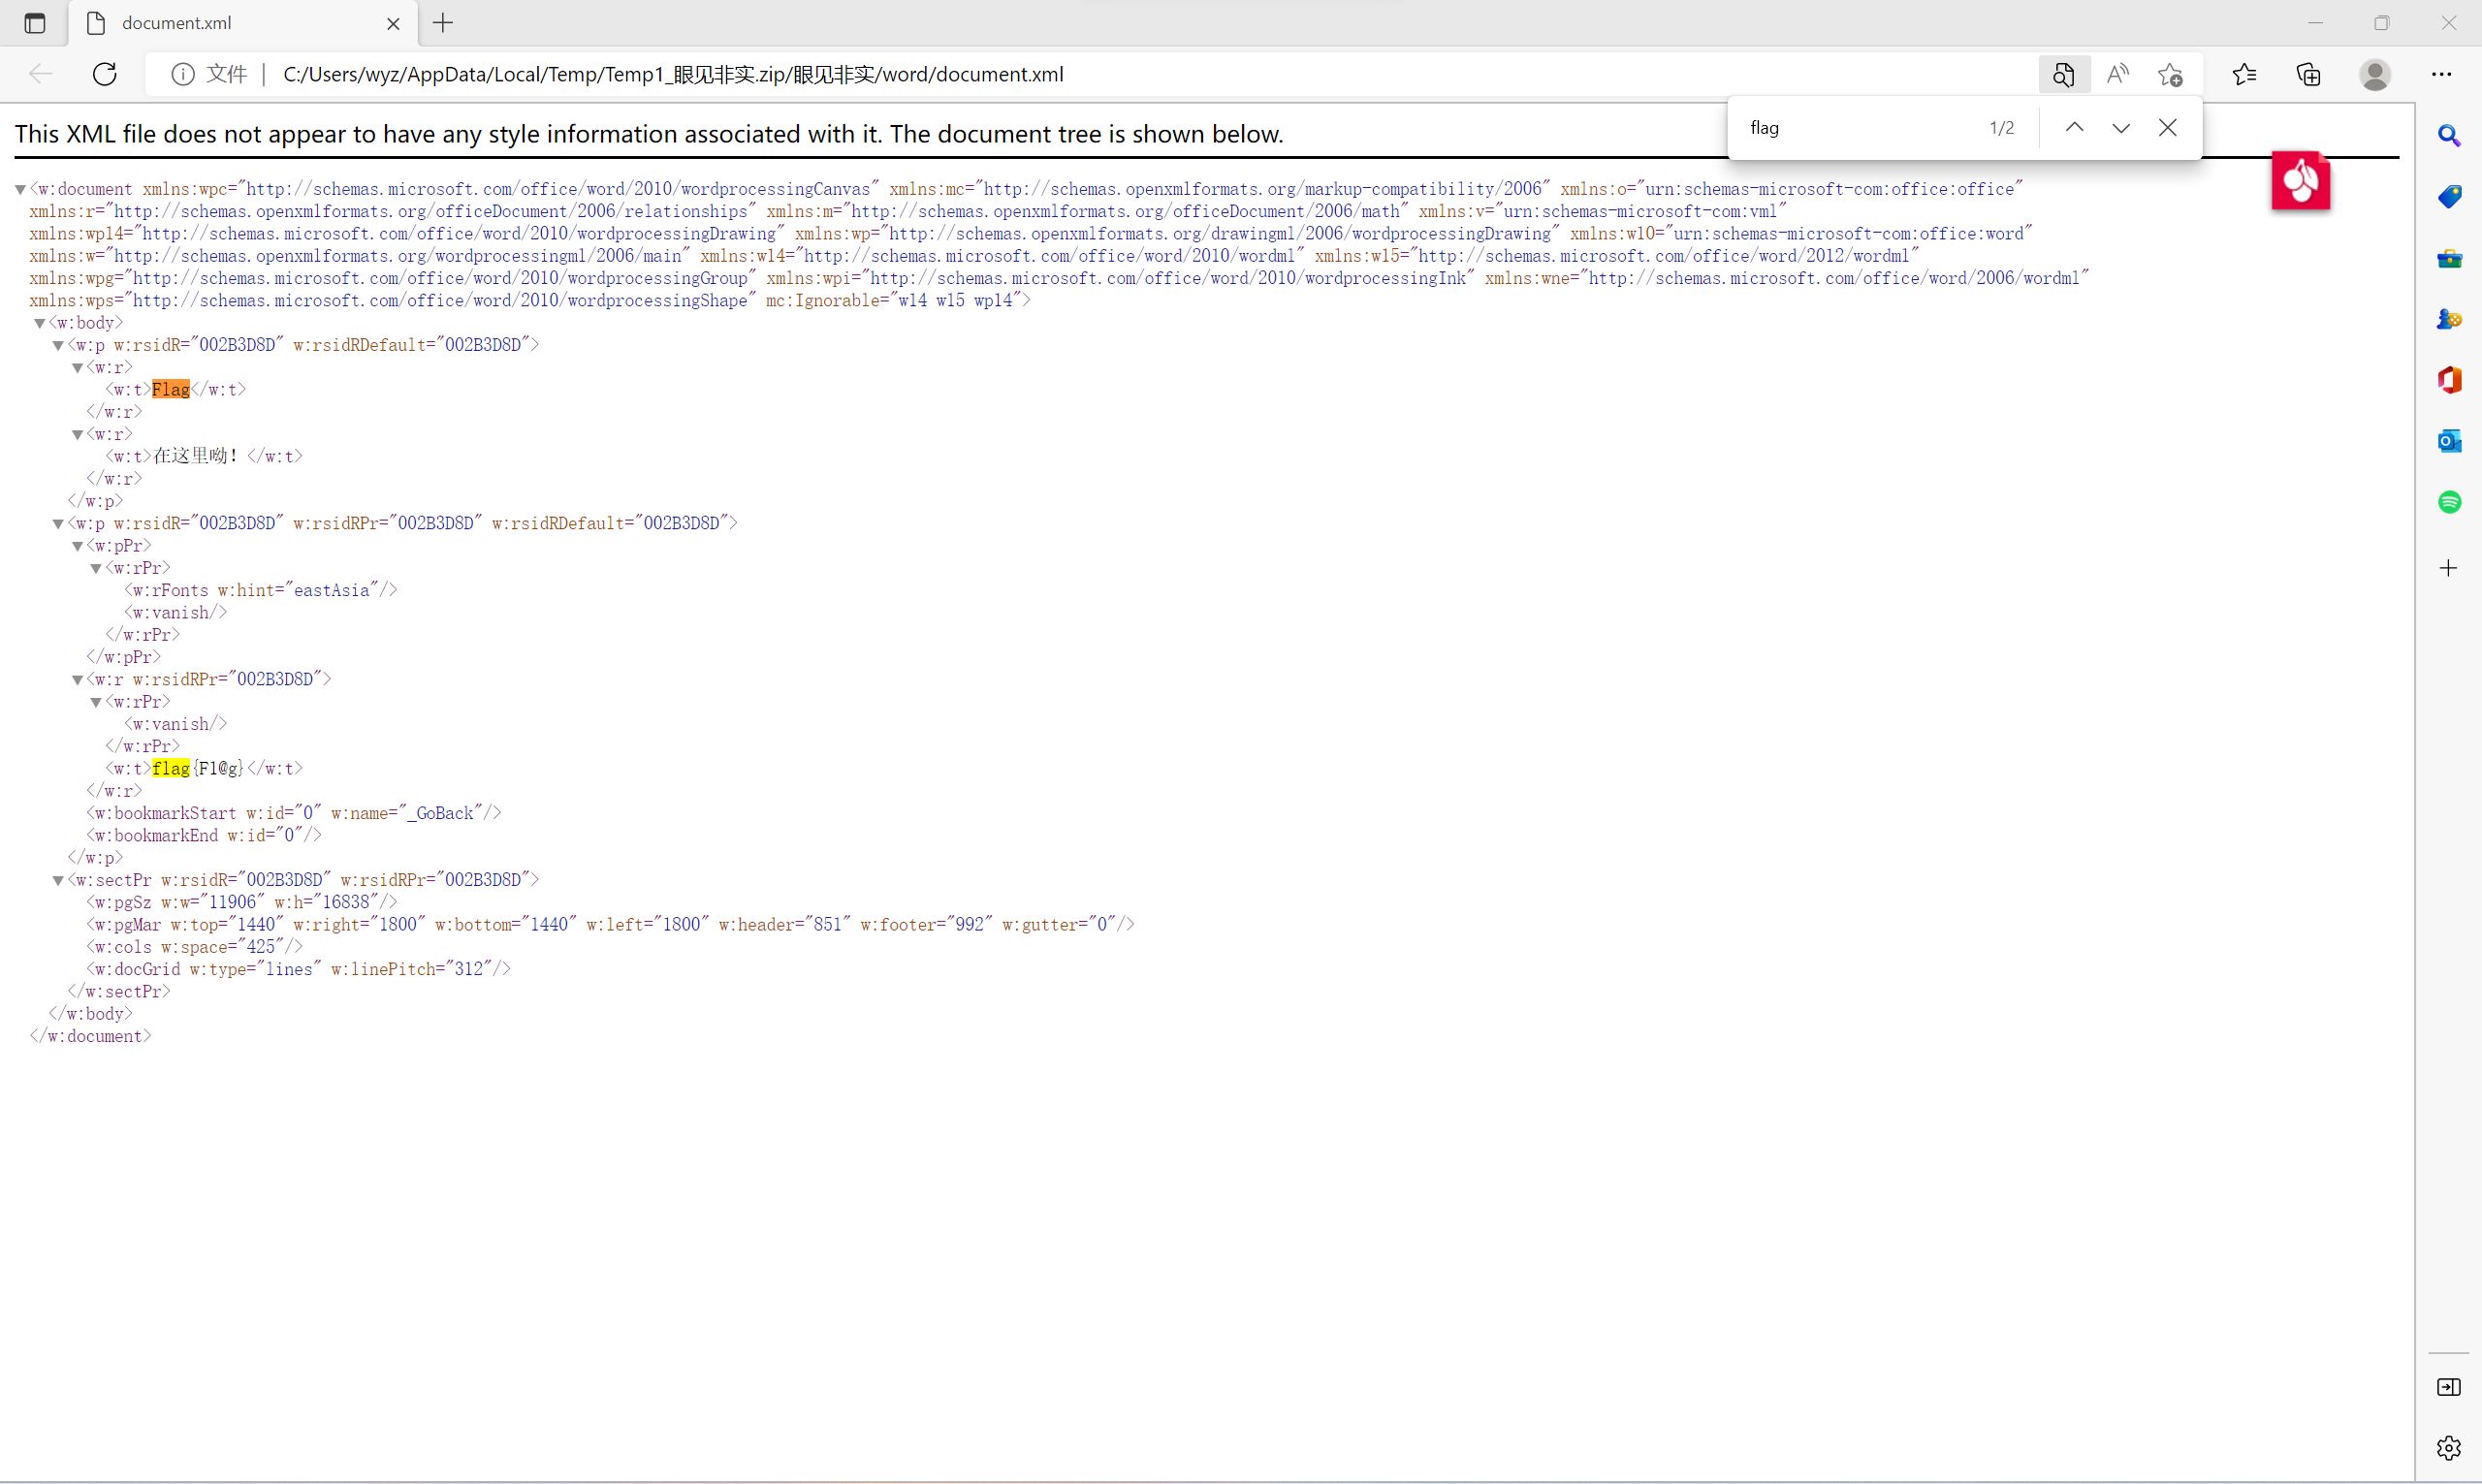 document.xml
文件 | C:/Users/wyz/AppData/Local/Temp/Temp1_眼见非实.zip/眼见非实/word/document.xml
flag 1/2
This XML file does not appear to have any style information associated with it. The document tree is shown below.
▼<w:document xmlns:wpc="http://schemas.microsoft.com/office/word/2010/wordprocessingCanvas" xmlns:mc="http://schemas.openxmlformats.org/markup-compatibility/2006" xmlns:o="urn:schemas-microsoft-com:office:office"
xmlns:r="http://schemas.openxmlformats.org/officeDocument/2006/relationships" xmlns:m="http://schemas.openxmlformats.org/officeDocument/2006/math" xmlns:v="urn:schemas-microsoft-com:vml"
xmlns:wp14="http://schemas.microsoft.com/office/word/2010/wordprocessingDrawing" xmlns:wp="http://schemas.openxmlformats.org/drawingml/2006/wordprocessingDrawing" xmlns:w10="urn:schemas-microsoft-com:office:word"
xmlns:w="http://schemas.openxmlformats.org/wordprocessingml/2006/main" xmlns:w14="http://schemas.microsoft.com/office/word/2010/wordml" xmlns:w15="http://schemas.microsoft.com/office/word/2012/wordml"
xmlns:wpg="http://schemas.microsoft.com/office/word/2010/wordprocessingGroup" xmlns:wpi="http://schemas.microsoft.com/office/word/2010/wordprocessingInk" xmlns:wne="http://schemas.microsoft.com/office/word/2006/wordml"
xmlns:wps="http://schemas.microsoft.com/office/word/2010/wordprocessingShape" mc:Ignorable="w14 w15 wp14">
▼<w:body>
▼<w:p w:rsidR="002B3D8D" w:rsidRDefault="002B3D8D">
▼<w:r>
<w:t>Flag</w:t>
</w:r>
▼<w:r>
<w:t>在这里呦！</w:t>
</w:r>
</w:p>
▼<w:p w:rsidR="002B3D8D" w:rsidRPr="002B3D8D" w:rsidRDefault="002B3D8D">
▼<w:pPr>
▼<w:rPr>
<w:rFonts w:hint="eastAsia"/>
<w:vanish/>
</w:rPr>
</w:pPr>
▼<w:r w:rsidRPr="002B3D8D">
▼<w:rPr>
<w:vanish/>
</w:rPr>
<w:t>flag{F1@g}</w:t>
</w:r>
<w:bookmarkStart w:id="0" w:name="_GoBack"/>
<w:bookmarkEnd w:id="0"/>
</w:p>
▼<w:sectPr w:rsidR="002B3D8D" w:rsidRPr="002B3D8D">
<w:pgSz w:w="11906" w:h="16838"/>
<w:pgMar w:top="1440" w:right="1800" w:bottom="1440" w:left="1800" w:header="851" w:footer="992" w:gutter="0"/>
<w:cols w:space="425"/>
<w:docGrid w:type="lines" w:linePitch="312"/>
</w:sectPr>
</w:body>
</w:document>